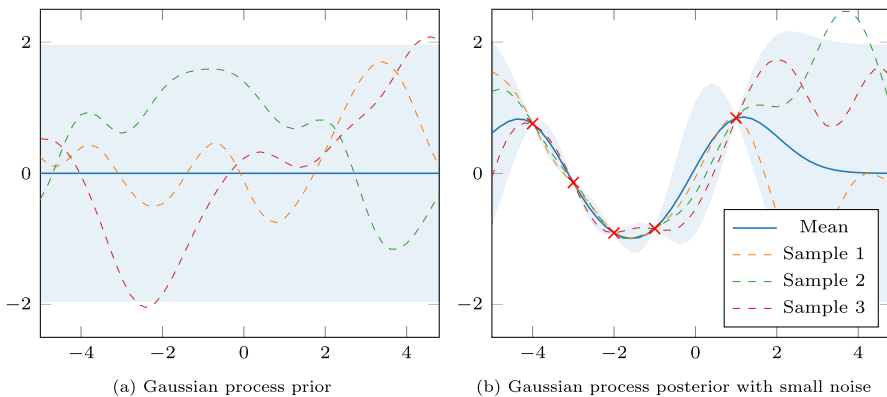 2
0
−2
−4
−2
0
2
4
(a) Gaussian process prior
2
0
−2
−4
−2
0
2
4
Mean
Sample 1
Sample 2
Sample 3
(b) Gaussian process posterior with small noise